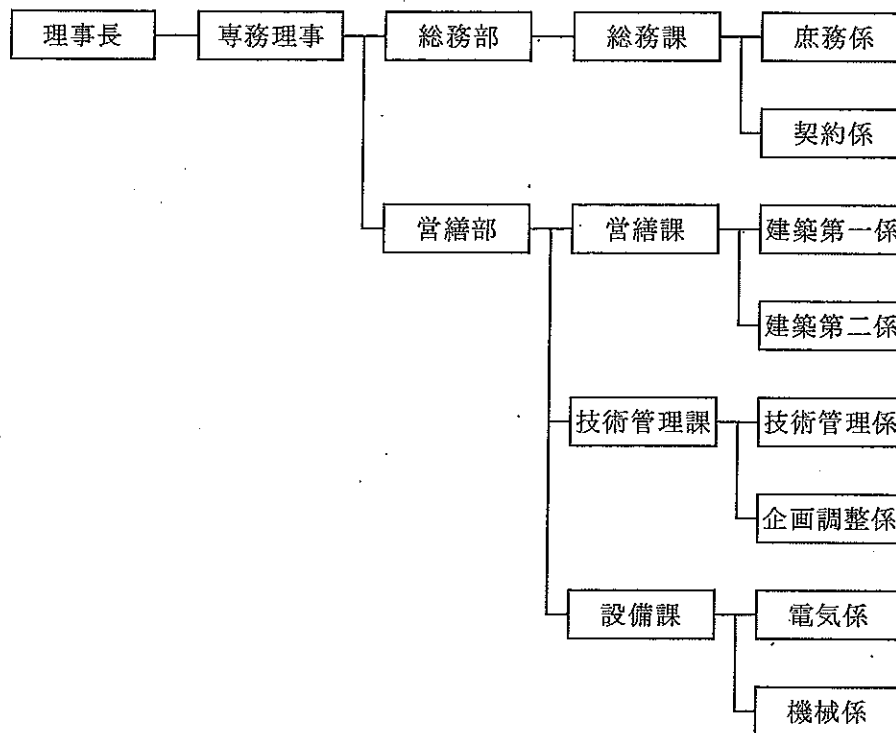 理事長 専務理事 総務部 総務課 庶務係
契約係
営繕部 営繕課 建築第一係
建築第二係
技術管理課 技術管理係
企画調整係
設備課 電気係
機械係